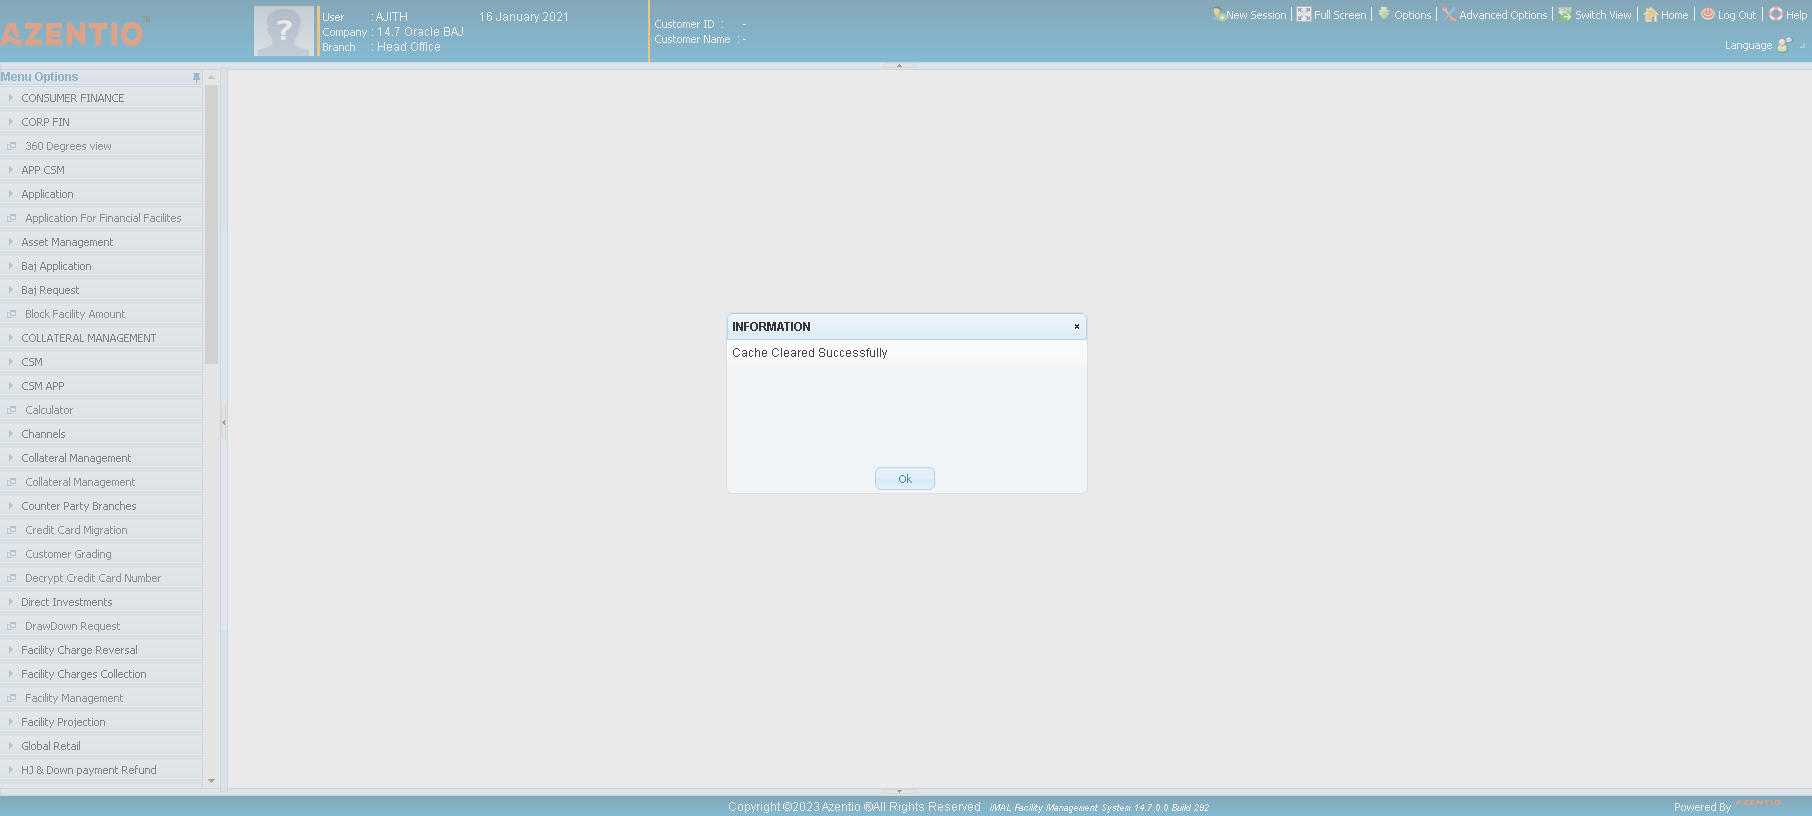 AZENTIO™
User : AJITH 16 January 2021
Company : 14.7 Oracle BAJ
Branch : Head Office
Customer ID : -
Customer Name : -
New Session | Full Screen | Options | Advanced Options | Switch View | Home | Log Out | Help
Language
Menu Options
CONSUMER FINANCE
CORP FIN
360 Degrees view
APP CSM
Application
Application For Financial Facilites
Asset Management
Baj Application
Baj Request
Block Facility Amount
COLLATERAL MANAGEMENT
CSM
CSM APP
Calculator
Channels
Collateral Management
Collateral Management
Counter Party Branches
Credit Card Migration
Customer Grading
Decrypt Credit Card Number
Direct Investments
DrawDown Request
Facility Charge Reversal
Facility Charges Collection
Facility Management
Facility Projection
Global Retail
HJ & Down payment Refund
INFORMATION ×
Cache Cleared Successfully
Ok
Copyright ©2023 Azentio ®All Rights Reserved iMAL Facility Management System 14.7.0.0 Build 292
Powered By AZENTIO